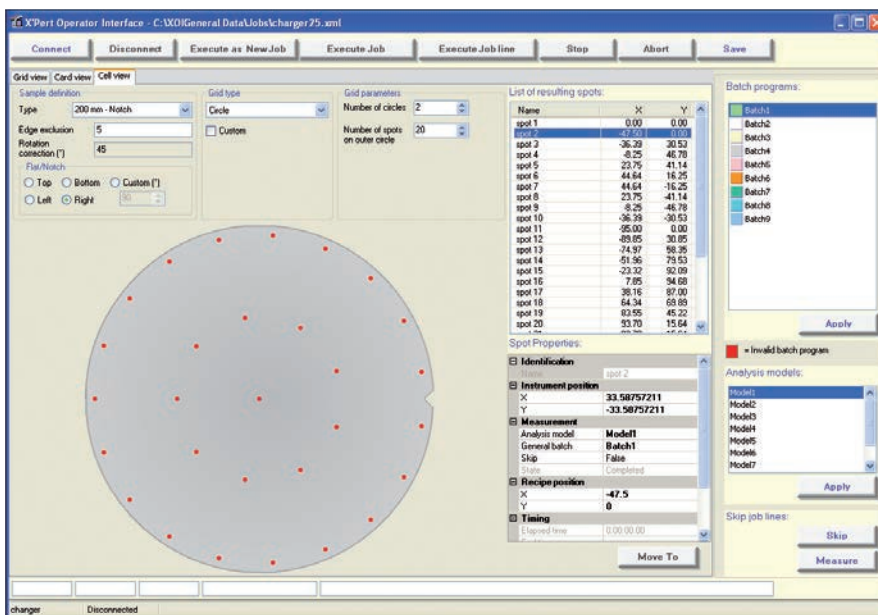 X'Pert Operator Interface - C:\XOI\General Data\Jobs\charger25.xml
Connect Disconnect Execute as New Job Execute Job Execute Job line Stop Abort Save
Grid view Card view Cell view
Sample definition
Type 200 mm - Notch
Edge exclusion 5
Rotation
correction (°) 45
Flat/Notch
Top Bottom Custom (°)
Left Right 90
Grid type
Circle
Custom
Grid parameters
Number of circles 2
Number of spots 20
on outer circle
List of resulting spots:
Name X Y
spot 1 0.00 0.00
spot 2 -47.50 0.00
spot 3 -36.39 30.53
spot 4 -8.25 46.78
spot 5 23.75 41.14
spot 6 44.64 16.25
spot 7 44.64 -16.25
spot 8 23.75 -41.14
spot 9 -8.25 -46.78
spot 10 -36.39 -30.53
spot 11 -95.00 0.00
spot 12 -89.85 30.85
spot 13 -74.97 58.35
spot 14 -51.96 79.53
spot 15 -23.32 92.09
spot 16 7.85 94.68
spot 17 38.16 87.00
spot 18 64.34 69.89
spot 19 83.55 45.22
spot 20 93.70 15.64
Spot Properties:
Identification
Name spot 2
Instrument position
X 33.58757211
Y -33.58757211
Measurement
Analysis model Model1
General batch Batch1
Skip False
State Completed
Recipe position
X -47.5
Y 0
Timing
Elapsed time 0:00:00.00
Move To
Batch programs:
Batch1
Batch2
Batch3
Batch4
Batch5
Batch6
Batch7
Batch8
Batch9
Apply
= Invalid batch program
Analysis models:
Model1
Model2
Model3
Model4
Model5
Model6
Model7
Apply
Skip job lines:
Skip
Measure
changer Disconnected